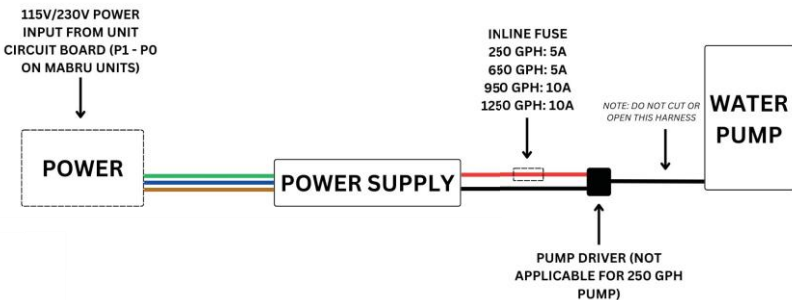 115V/230V POWER
INPUT FROM UNIT
CIRCUIT BOARD (P1 - P0
ON MABRU UNITS)
POWER
POWER SUPPLY
INLINE FUSE
250 GPH: 5A
650 GPH: 5A
950 GPH: 10A
1250 GPH: 10A
NOTE: DO NOT CUT OR
OPEN THIS HARNESS
WATER
PUMP
PUMP DRIVER (NOT
APPLICABLE FOR 250 GPH
PUMP)